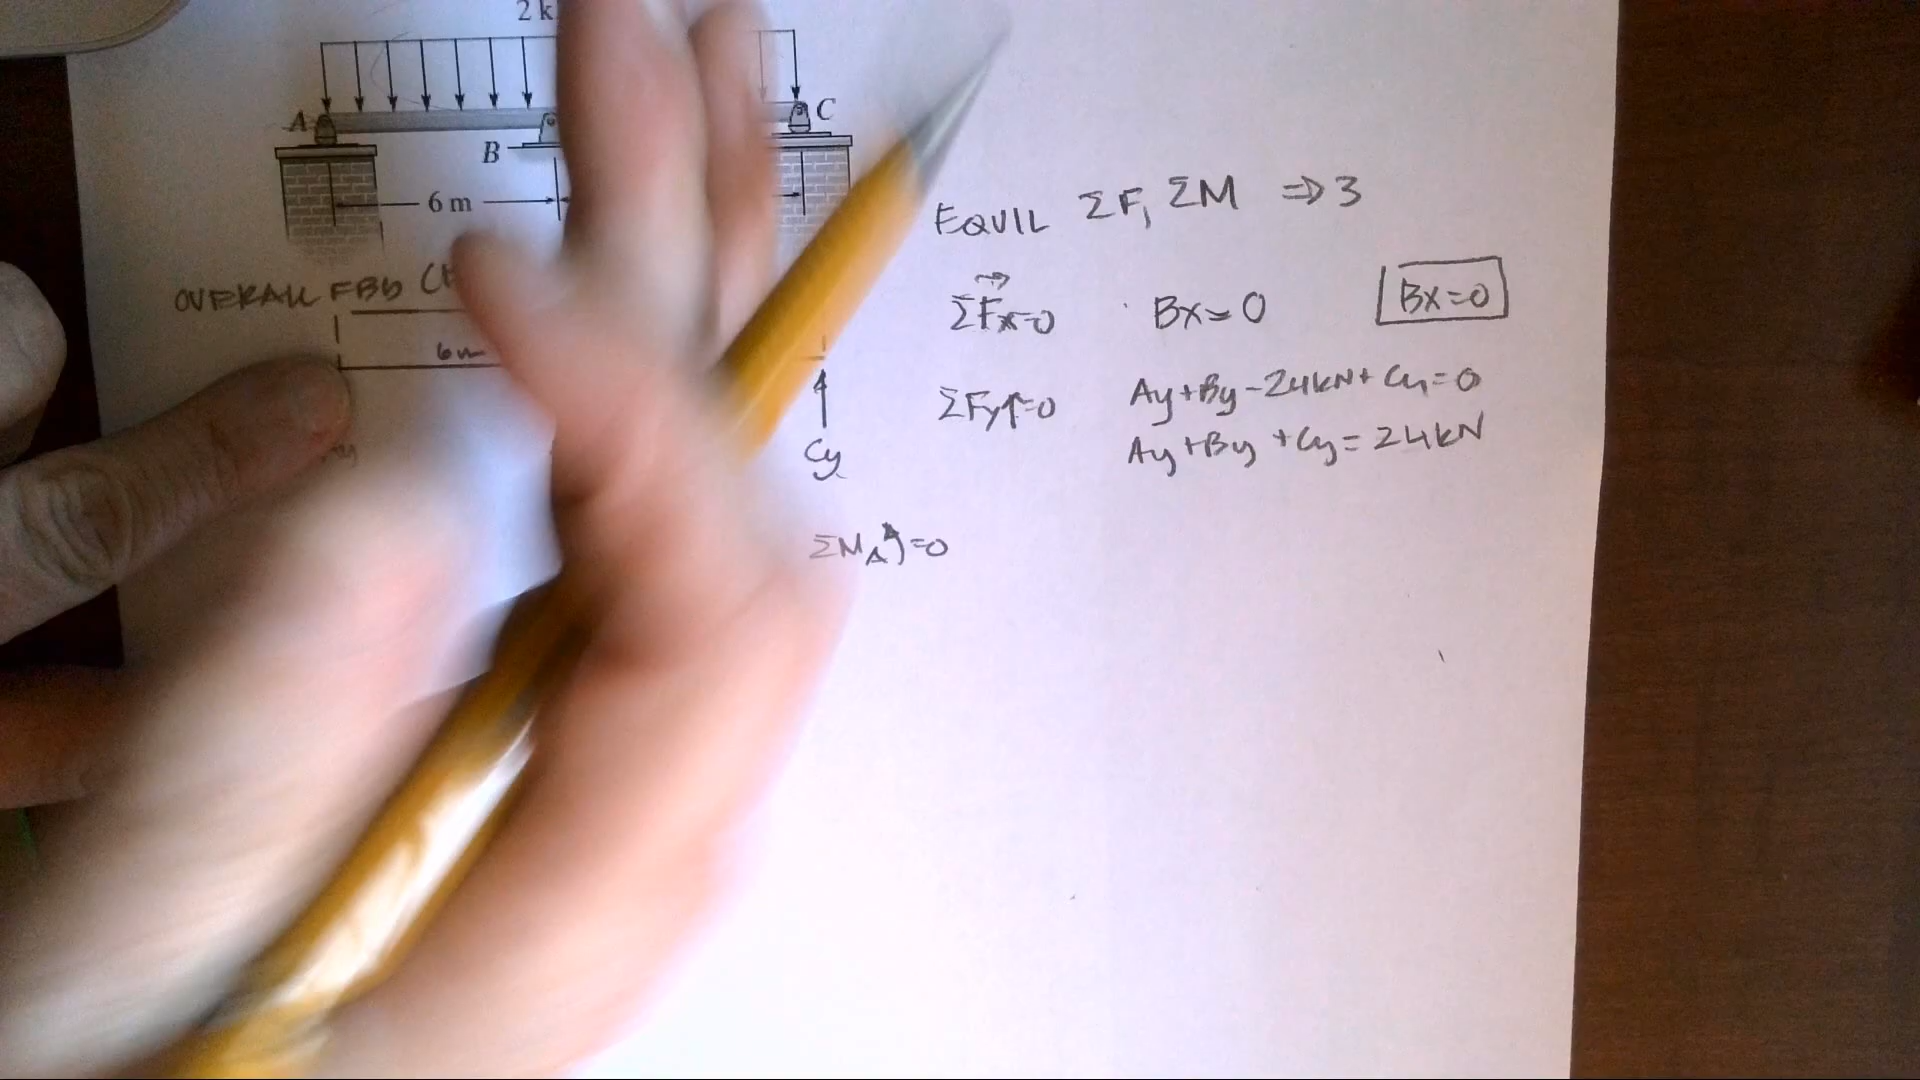 2 k
A
C
B
6 m
EQUIL ΣF, ΣM ⇒ 3
OVERALL FBD (
ΣFx=0 Bx=0 Bx=0
6m
ΣFy↑=0 Ay+By-24kN+Cy=0
Ay+By+Cy=24kN
Cy
ΣMA=0